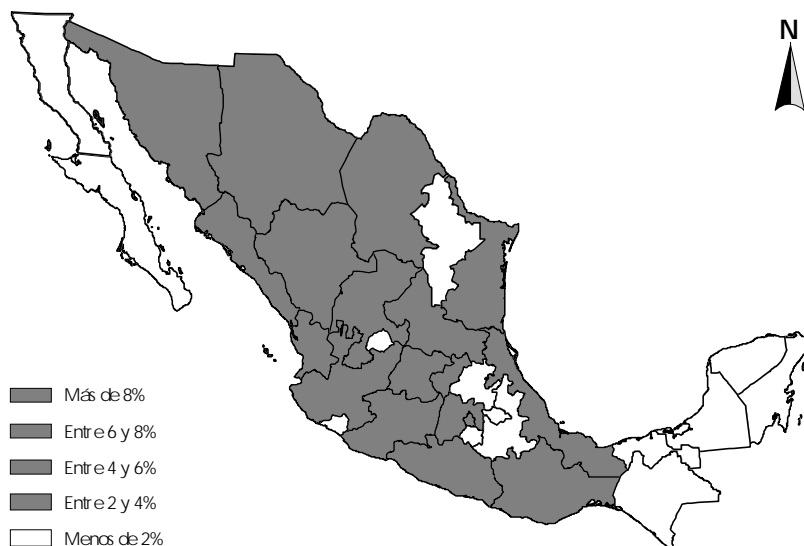 N
Más de 8%
Entre 6 y 8%
Entre 4 y 6%
Entre 2 y 4%
Menos de 2%